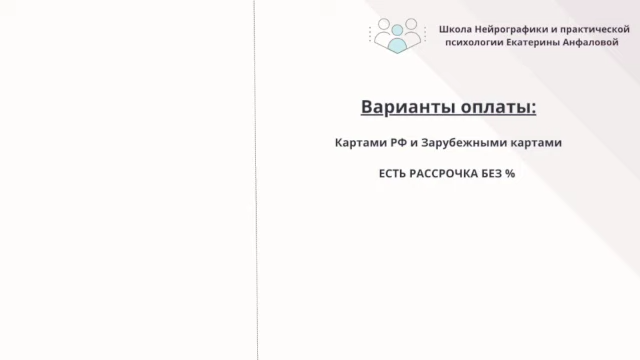 Школа Нейрографики и практической
психологии Екатерины Анфаловой
Варианты оплаты:
Картами РФ и Зарубежными картами
ЕСТЬ РАССРОЧКА БЕЗ %